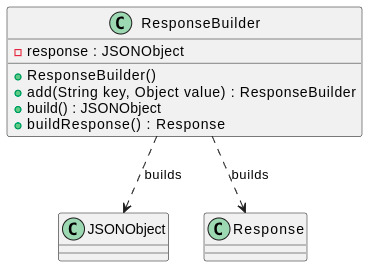 C ResponseBuilder
response : JSONObject
ResponseBuilder()
add(String key, Object value) : ResponseBuilder
build() : JSONObject
buildResponse() : Response
builds builds
C JSONObject C Response